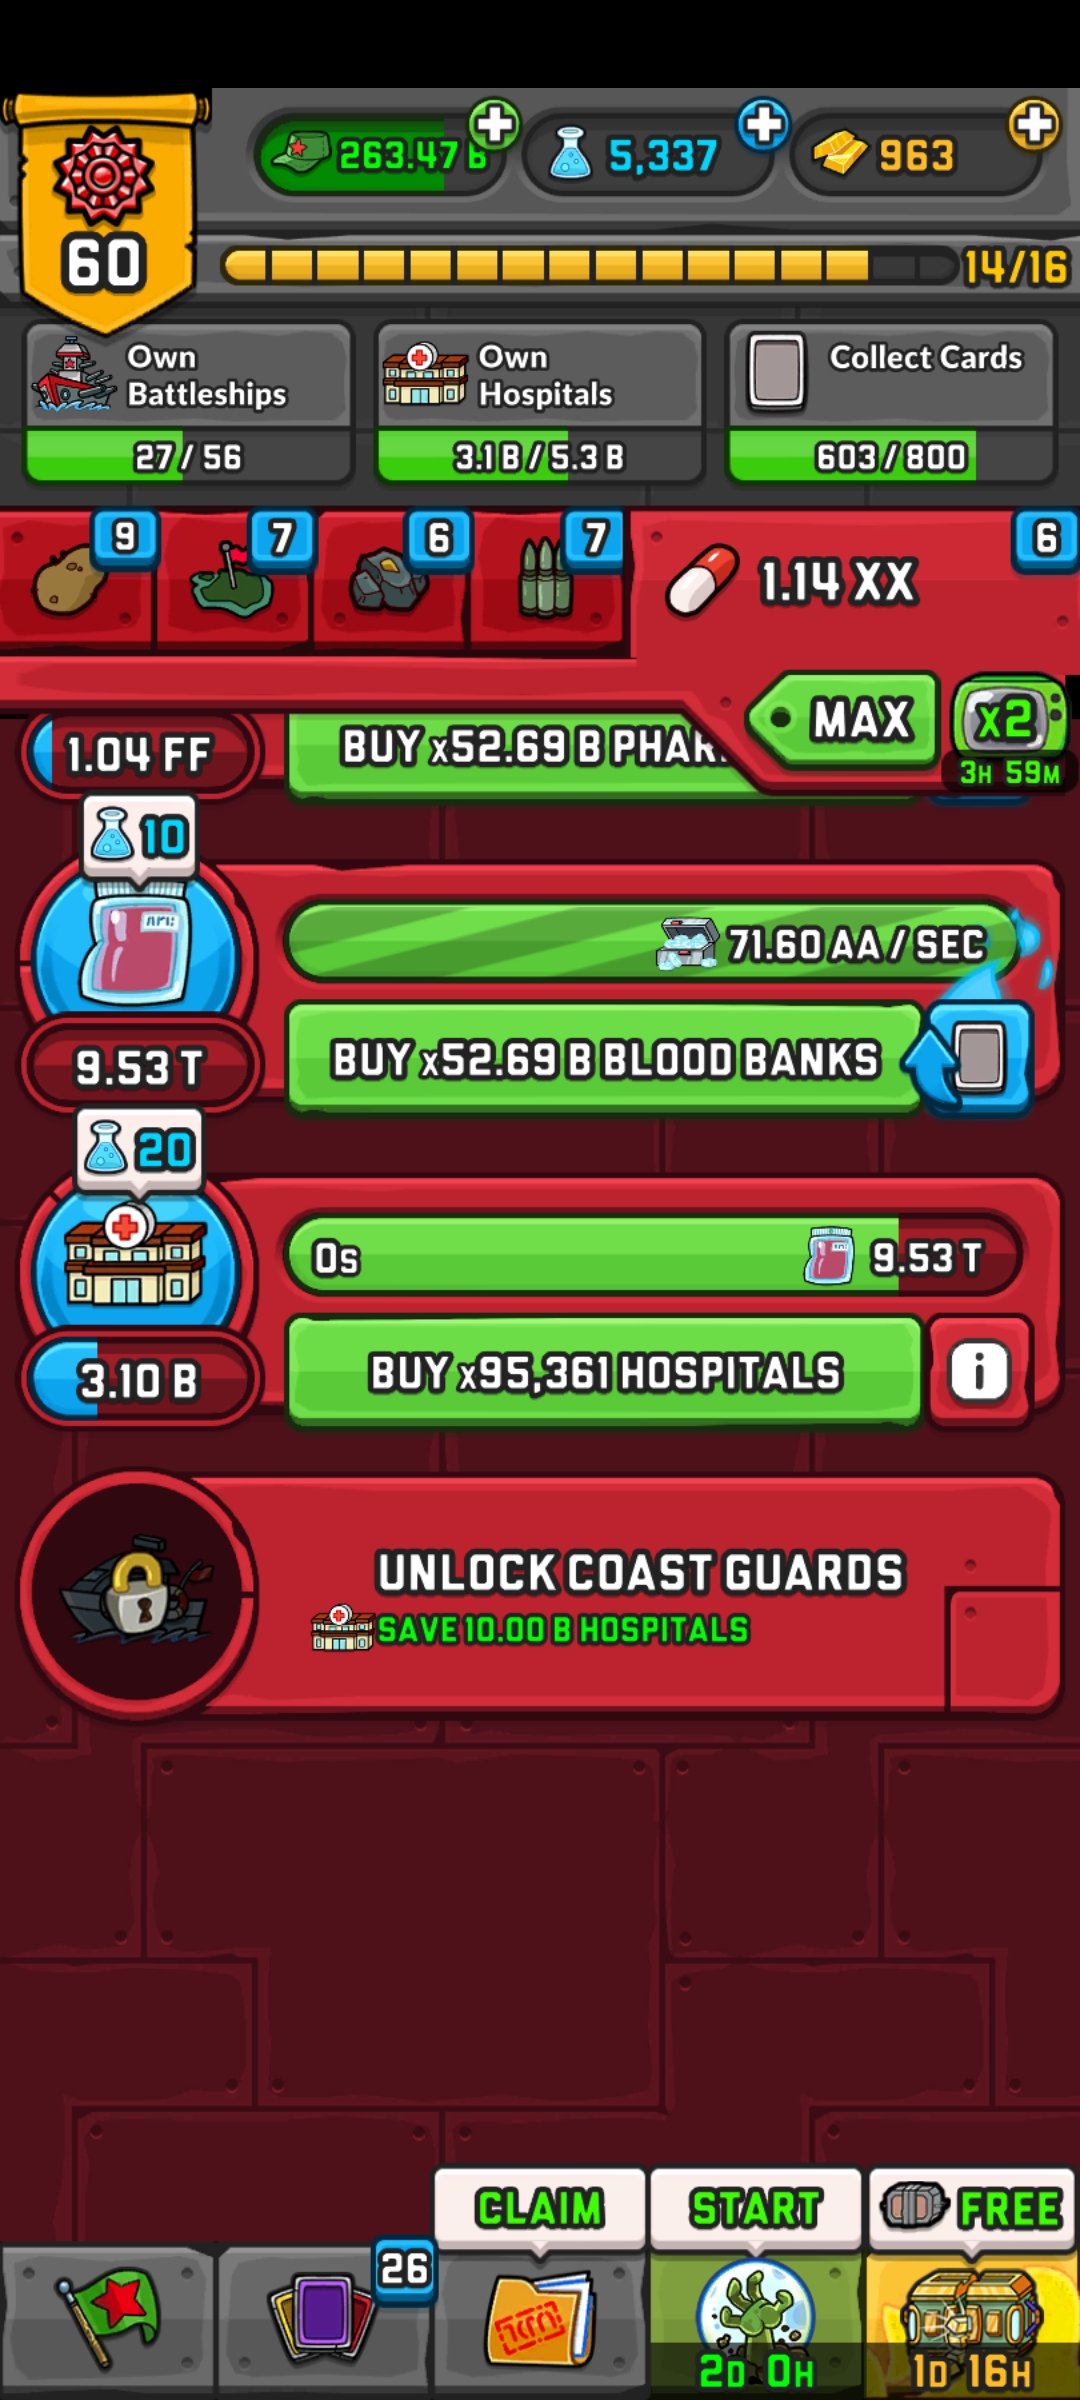 263.47 B
5,337
963
60
14/16
Own
Battleships
27 / 56
Own
Hospitals
3.1 B / 5.3 B
Collect Cards
603 / 800
9
7
6
7
1.14 XX
6
MAX
x2
3H 59M
1.04 FF
BUY x52.69 B PHAR
10
71.60 AA / SEC
9.53 T
BUY x52.69 B BLOOD BANKS
20
0s
9.53 T
3.10 B
BUY x95,361 HOSPITALS
i
UNLOCK COAST GUARDS
SAVE 10.00 B HOSPITALS
CLAIM
START
FREE
26
2D 0H
1D 16H